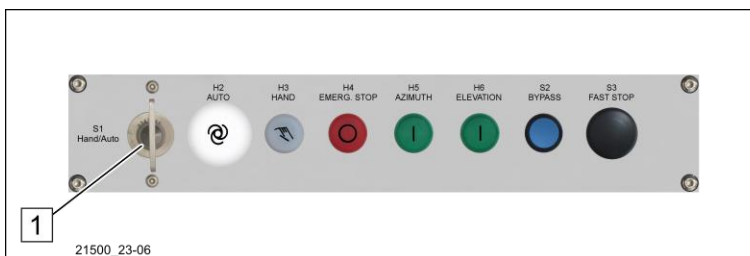 S1
Hand/Auto
H2
AUTO
H3
HAND
H4
EMERG. STOP
H5
AZIMUTH
H6
ELEVATION
S2
BYPASS
S3
FAST STOP
1
21500_23-06